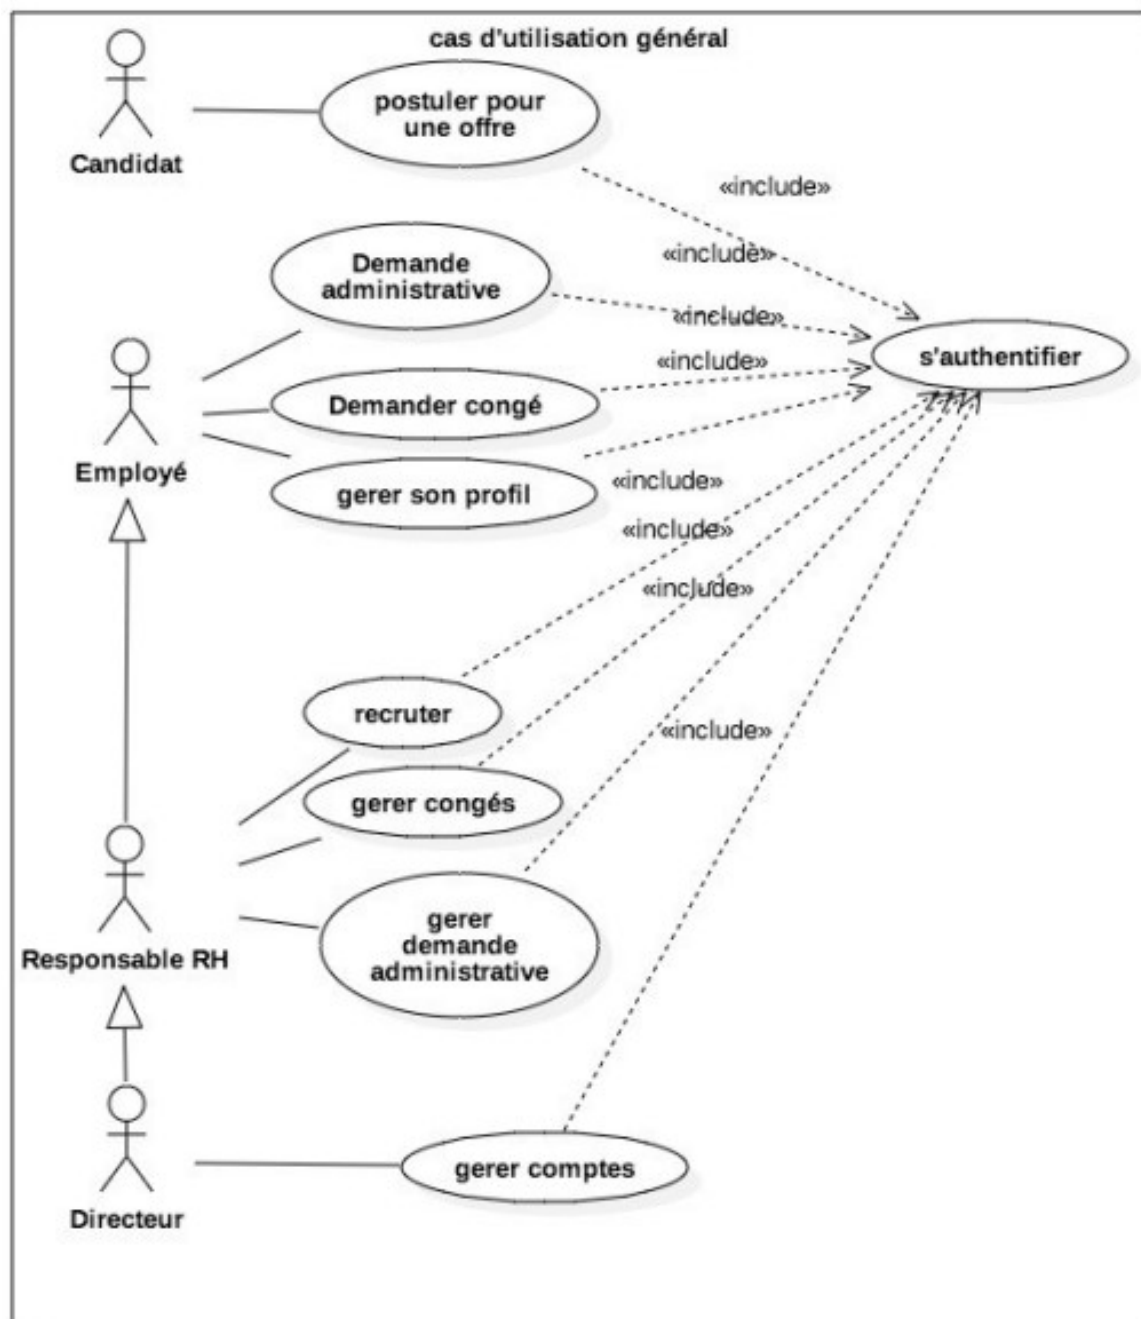 cas d'utilisation général
postuler pour
une offre
Candidat
«include»
«include»
Demande
administrative
«include»
s'authentifier
«include»
Demander congé
Employé
gerer son profil
«include»
«include»
«include»
recruter
«include»
gerer congés
gerer
demande
administrative
Responsable RH
gerer comptes
Directeur